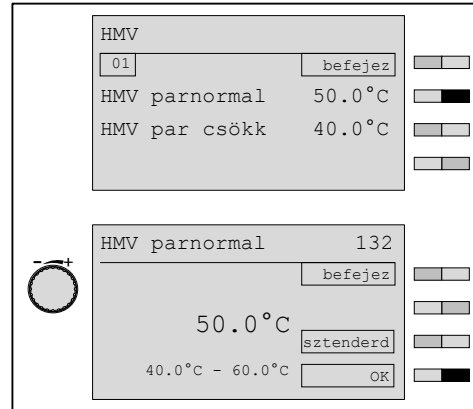 HMV
01 befejez
HMV parnormal 50.0°C
HMV par csökk 40.0°C
HMV parnormal 132
- +
befejez
50.0°C
sztenderd
40.0°C - 60.0°C OK